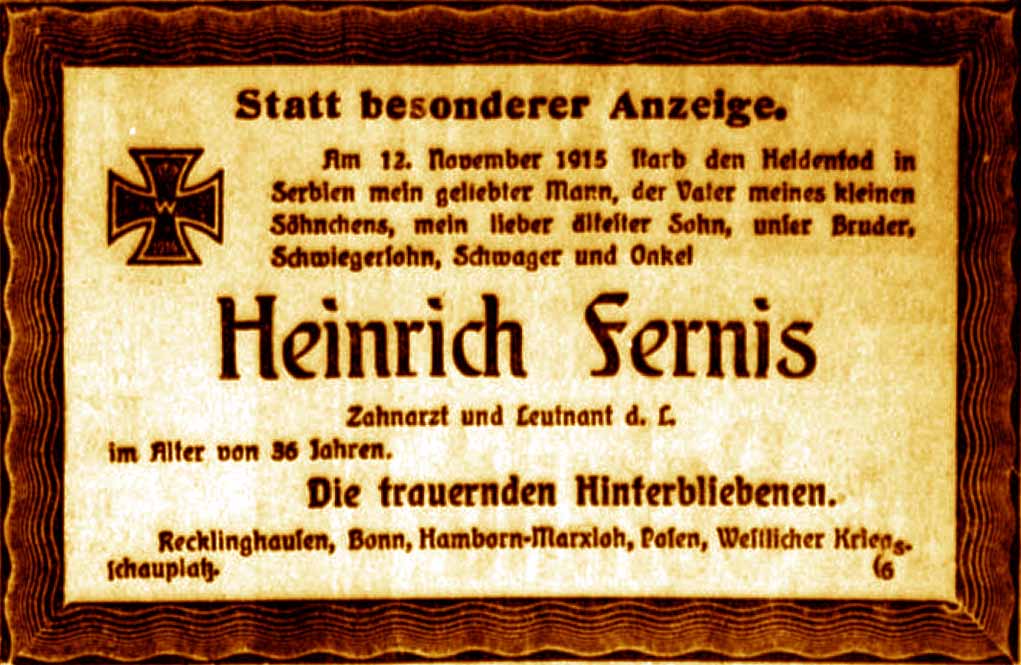 Statt besonderer Anzeige.
Am 12. November 1915 starb den Heldentod in
Serbien mein geliebter Mann, der Vater meines kleinen
Söhnchens, mein lieber ältester Sohn, unser Bruder,
Schwiegersohn, Schwager und Onkel
W
Heinrich Fernis
Zahnarzt und Leutnant d. L.
im Alter von 36 Jahren.
Die trauernden Hinterbliebenen.
Recklinghausen, Bonn, Hamborn-Marxloh, Posen, Westlicher Kriegs-
schauplatz. (6